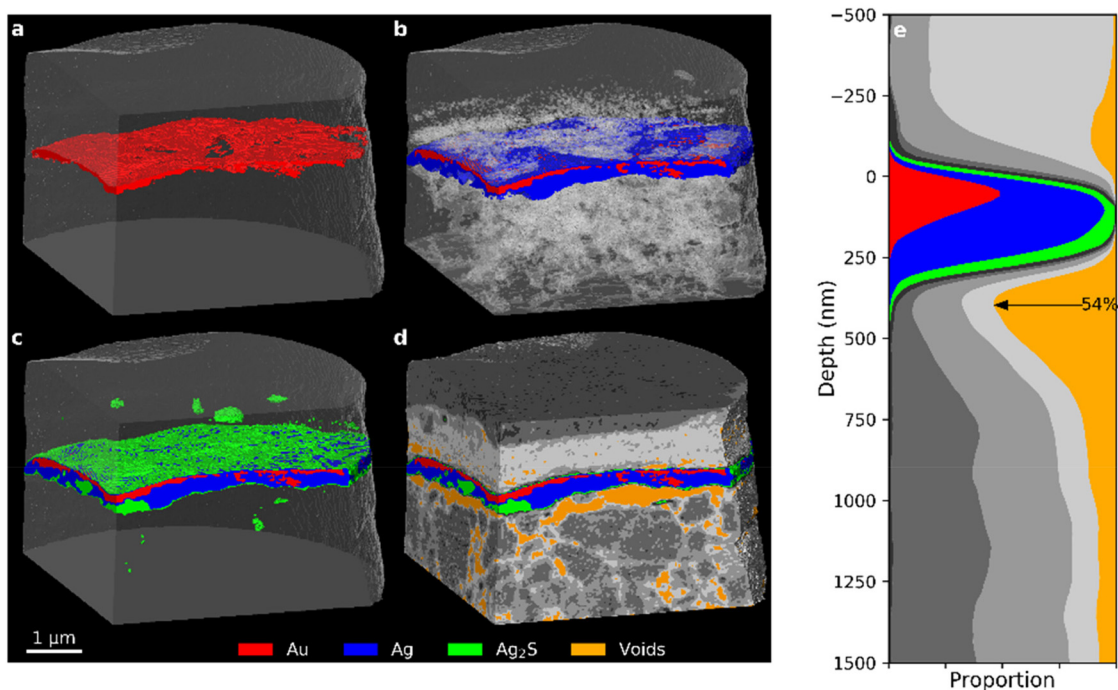 a
b
c
d
1 μm
Au
Ag
Ag₂S
Voids
e
−500
−250
0
250
500
750
1000
1250
1500
Depth (nm)
54%
Proportion